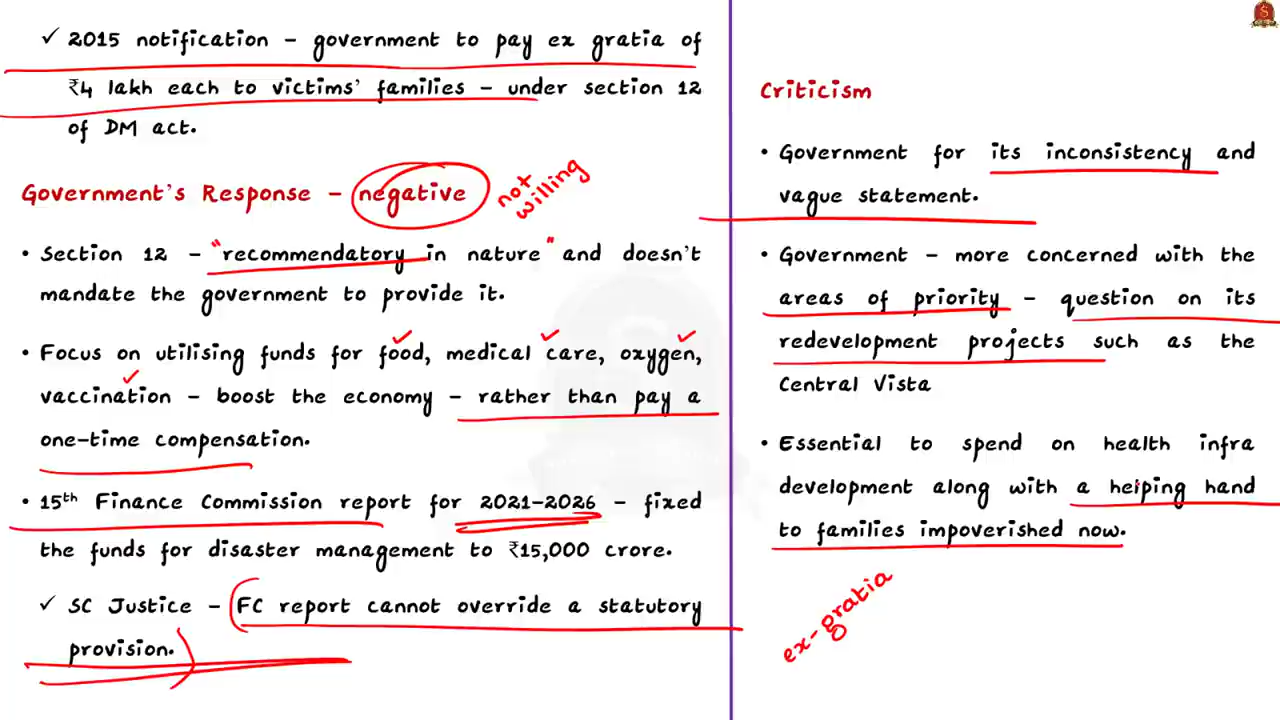 ✓ 2015 notification – government to pay ex gratia of
₹4 lakh each to victims' families – under section 12
of DM act.
Government's Response – negative
not
willing
• Section 12 – "recommendatory in nature" and doesn't
mandate the government to provide it.
• Focus on utilising funds for food, medical care, oxygen,
vaccination – boost the economy – rather than pay a
one-time compensation.
• 15th Finance Commission report for 2021-2026 – fixed
the funds for disaster management to ₹15,000 crore.
✓ SC Justice – FC report cannot override a statutory
provision.
Criticism
• Government for its inconsistency and
vague statement.
• Government – more concerned with the
areas of priority – question on its
redevelopment projects such as the
Central Vista
• Essential to spend on health infra
development along with a helping hand
to families impoverished now.
ex-gratia